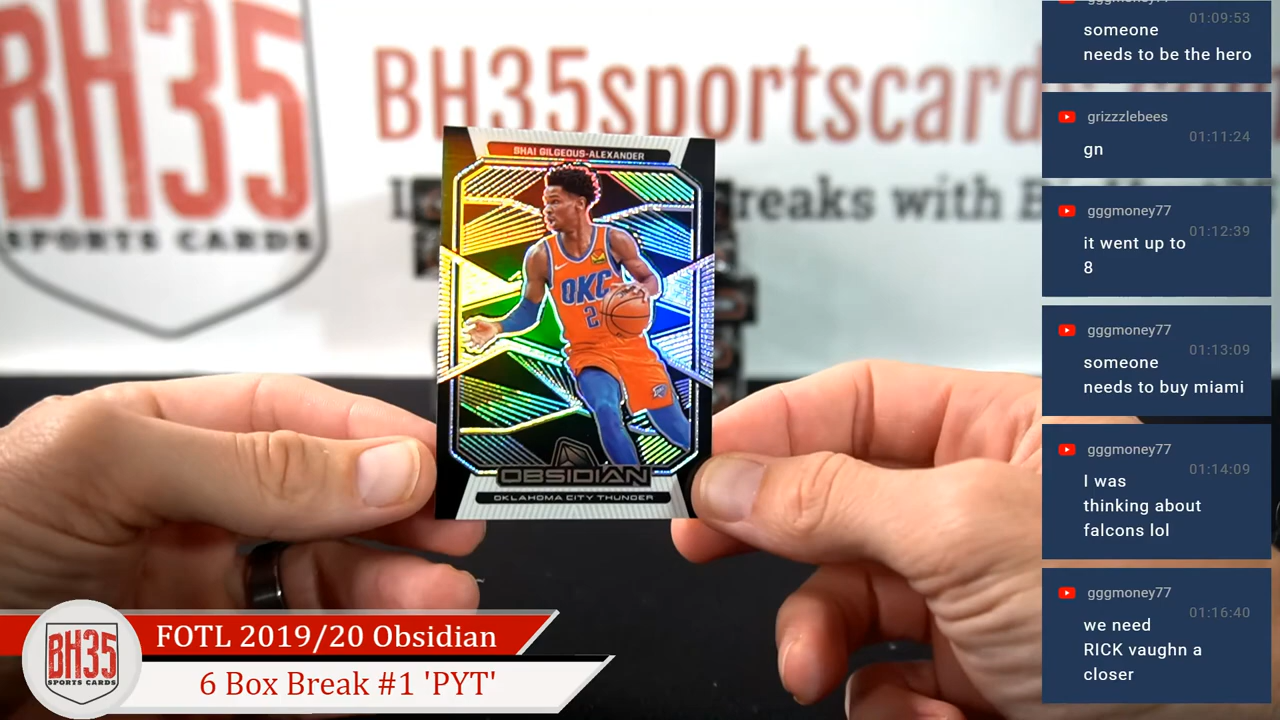 BH35
SPORTS CARDS
BH35sportscard
reaks with B
SHAI GILGEOUS-ALEXANDER
OKC
2
OBSIDIAN
OKLAHOMA CITY THUNDER
BH35
SPORTS CARDS
FOTL 2019/20 Obsidian
6 Box Break #1 'PYT'
gggmoney77
01:09:53
someone
needs to be the hero
grizzzlebees
01:11:24
gn
gggmoney77
01:12:39
it went up to
8
gggmoney77
01:13:09
someone
needs to buy miami
gggmoney77
01:14:09
I was
thinking about
falcons lol
gggmoney77
01:16:40
we need
RICK vaughn a
closer